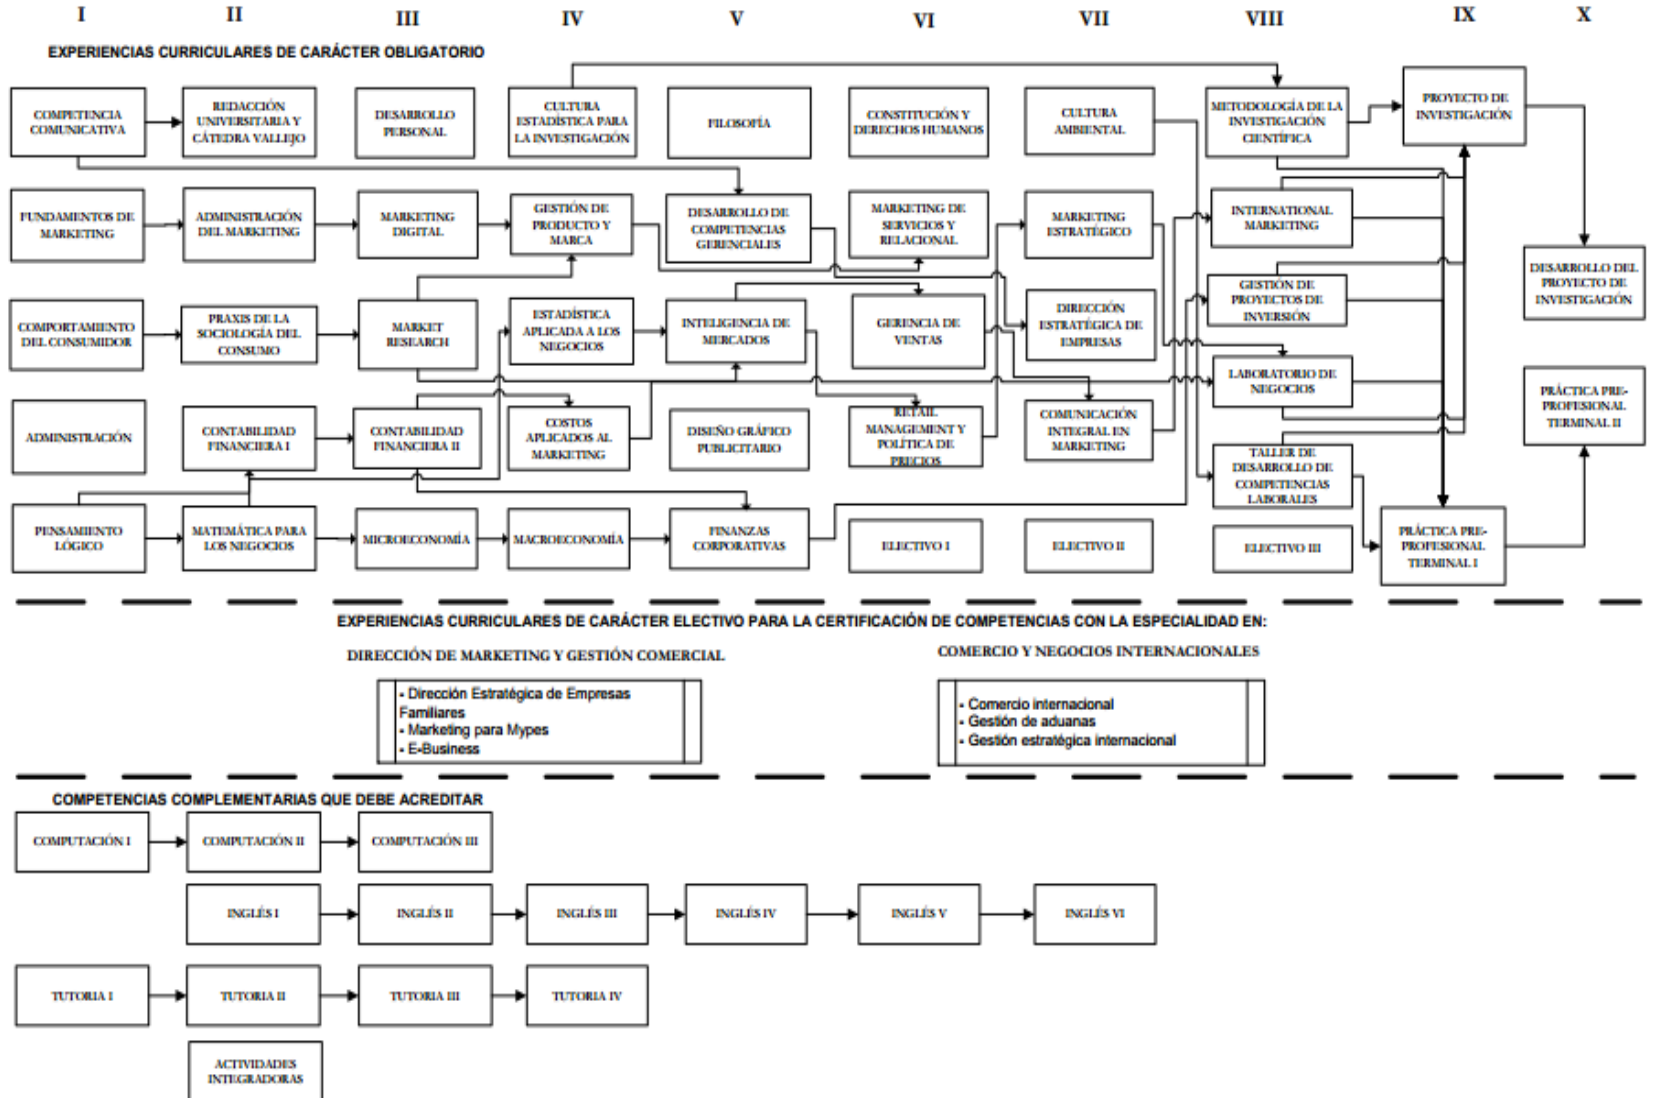 I II III IV V VI VII VIII IX X
EXPERIENCIAS CURRICULARES DE CARÁCTER OBLIGATORIO
COMPETENCIA
COMUNICATIVA
REDACCIÓN
UNIVERSITARIA Y
CÁTEDRA VALLEJO
DESARROLLO
PERSONAL
CULTURA
ESTADÍSTICA PARA
LA INVESTIGACIÓN
FILOSOFÍA
CONSTITUCIÓN Y
DERECHOS HUMANOS
CULTURA
AMBIENTAL
METODOLOGÍA DE LA
INVESTIGACIÓN
CIENTÍFICA
PROYECTO DE
INVESTIGACIÓN
FUNDAMENTOS DE
MARKETING
ADMINISTRACIÓN
DEL MARKETING
MARKETING
DIGITAL
GESTIÓN DE
PRODUCTO Y
MARCA
DESARROLLO DE
COMPETENCIAS
GERENCIALES
MARKETING DE
SERVICIOS Y
RELACIONAL
MARKETING
ESTRATÉGICO
INTERNATIONAL
MARKETING
DESARROLLO DEL
PROYECTO DE
INVESTIGACIÓN
COMPORTAMIENTO
DEL CONSUMIDOR
PRAXIS DE LA
SOCIOLOGÍA DEL
CONSUMO
MARKET
RESEARCH
ESTADÍSTICA
APLICADA A LOS
NEGOCIOS
INTELIGENCIA DE
MERCADOS
GERENCIA DE
VENTAS
DIRECCIÓN
ESTRATÉGICA DE
EMPRESAS
GESTIÓN DE
PROYECTOS DE
INVERSIÓN
LABORATORIO DE
NEGOCIOS
PRÁCTICA PRE-
PROFESIONAL
TERMINAL II
ADMINISTRACIÓN
CONTABILIDAD
FINANCIERA I
CONTABILIDAD
FINANCIERA II
COSTOS
APLICADOS AL
MARKETING
DISEÑO GRÁFICO
PUBLICITARIO
RETAIL
MANAGEMENT Y
POLÍTICA DE
PRECIOS
COMUNICACIÓN
INTEGRAL EN
MARKETING
TALLER DE
DESARROLLO DE
COMPETENCIAS
LABORALES
PENSAMIENTO
LÓGICO
MATEMÁTICA PARA
LOS NEGOCIOS
MICROECONOMÍA
MACROECONOMÍA
FINANZAS
CORPORATIVAS
ELECTIVO I
ELECTIVO II
ELECTIVO III
PRÁCTICA PRE-
PROFESIONAL
TERMINAL I
EXPERIENCIAS CURRICULARES DE CARÁCTER ELECTIVO PARA LA CERTIFICACIÓN DE COMPETENCIAS CON LA ESPECIALIDAD EN:
DIRECCIÓN DE MARKETING Y GESTIÓN COMERCIAL
- Dirección Estratégica de Empresas
Familiares
- Marketing para Mypes
- E-Business
COMERCIO Y NEGOCIOS INTERNACIONALES
- Comercio internacional
- Gestión de aduanas
- Gestión estratégica internacional
COMPETENCIAS COMPLEMENTARIAS QUE DEBE ACREDITAR
COMPUTACIÓN I
COMPUTACIÓN II
COMPUTACIÓN III
INGLÉS I
INGLÉS II
INGLÉS III
INGLÉS IV
INGLÉS V
INGLÉS VI
TUTORIA I
TUTORIA II
TUTORIA III
TUTORIA IV
ACTIVIDADES
INTEGRADORAS